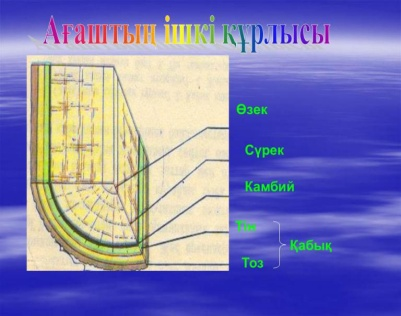 Ағаштың ішкі құрлысы
Өзек
Сүрек
Камбий
Тін
Қабық
Тоз